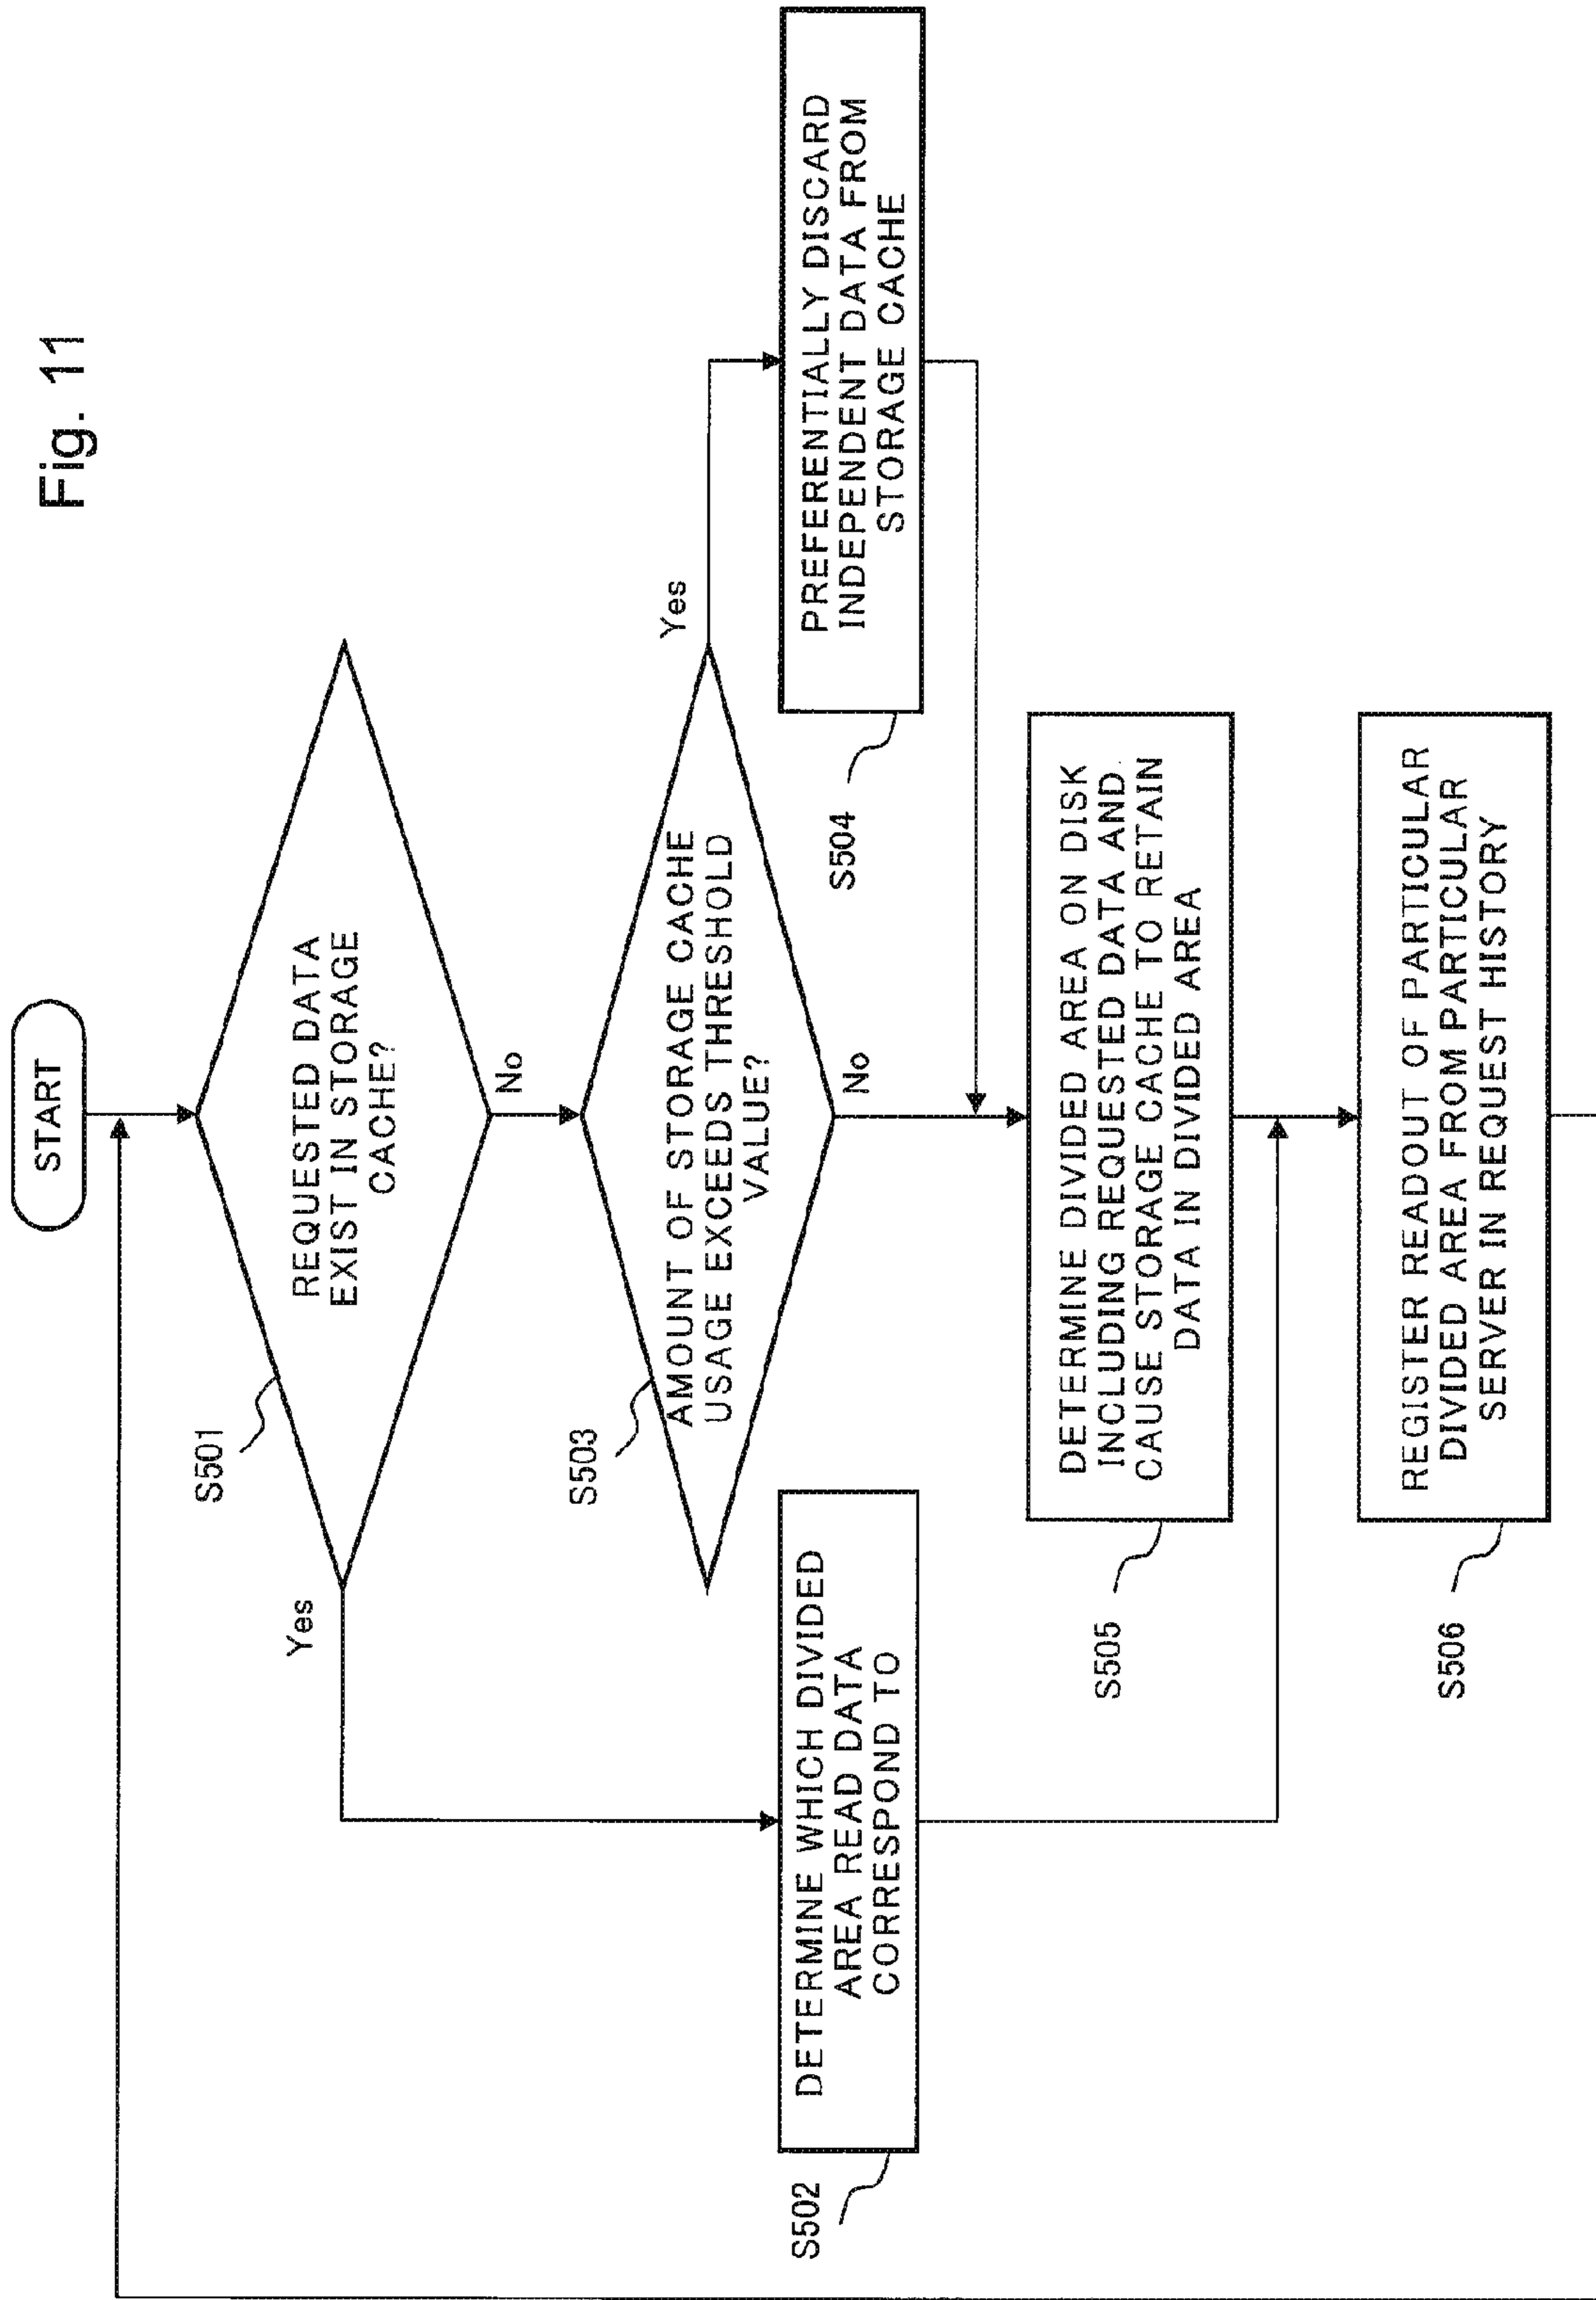 Fig. 11
START
REQUESTED DATA
EXIST IN STORAGE
CACHE?
S501
Yes
No
AMOUNT OF STORAGE CACHE
USAGE EXCEEDS THRESHOLD
VALUE?
S503
Yes
No
DETERMINE WHICH DIVIDED
AREA READ DATA
CORRESPOND TO
S502
PREFERENTIALLY DISCARD
INDEPENDENT DATA FROM
STORAGE CACHE
S504
DETERMINE DIVIDED AREA ON DISK
INCLUDING REQUESTED DATA AND
CAUSE STORAGE CACHE TO RETAIN
DATA IN DIVIDED AREA
S505
REGISTER READOUT OF PARTICULAR
DIVIDED AREA FROM PARTICULAR
SERVER IN REQUEST HISTORY
S506